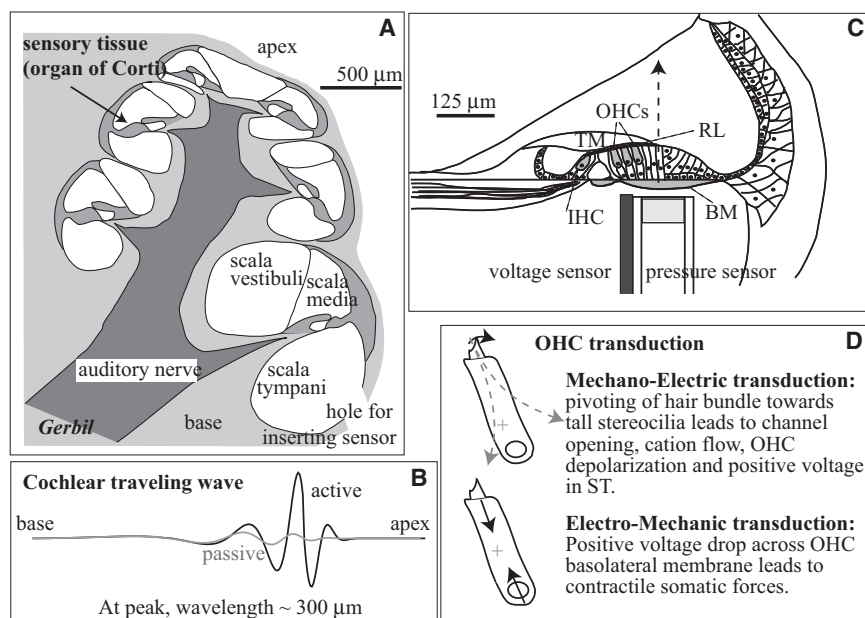 A
sensory tissue
(organ of Corti)
apex
500 µm
scala
vestibuli
scala
media
auditory nerve
scala
tympani
hole for
inserting sensor
Gerbil
base
B
Cochlear traveling wave
active
base
apex
passive
At peak, wavelength ~ 300 µm
C
125 µm
OHCs
TM
RL
IHC
BM
voltage sensor
pressure sensor
D
OHC transduction
Mechano-Electric transduction:
pivoting of hair bundle towards
tall stereocilia leads to channel
opening, cation flow, OHC
depolarization and positive voltage
in ST.
+
Electro-Mechanic transduction:
Positive voltage drop across OHC
basolateral membrane leads to
contractile somatic forces.
+